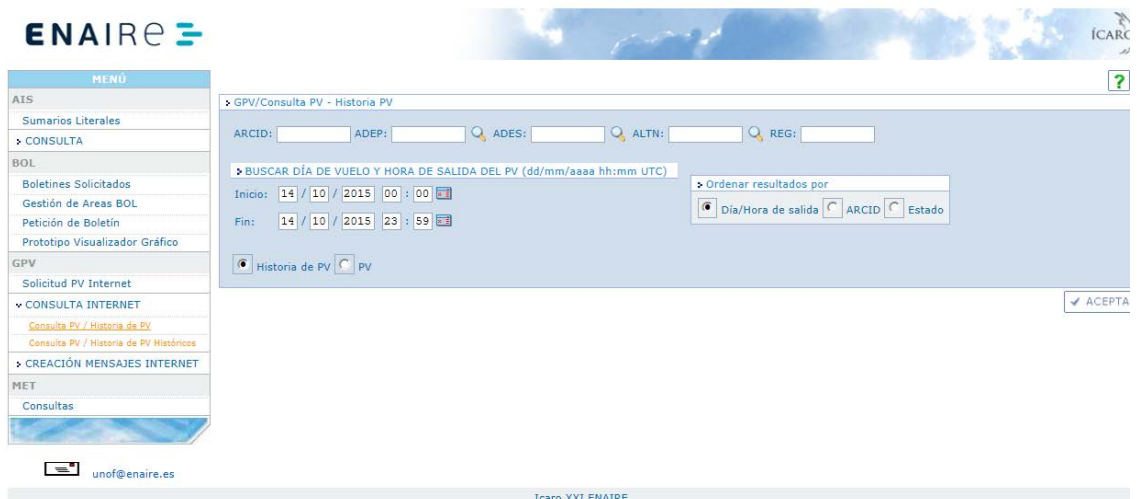 ENAIRe
ÍCARO
MENÚ
?
AIS
Sumarios Literales
CONSULTA
BOL
Boletines Solicitados
Gestión de Areas BOL
Petición de Boletín
Prototipo Visualizador Gráfico
GPV
Solicitud PV Internet
CONSULTA INTERNET
Consulta PV / Historia de PV
Consulta PV / Historia de PV Históricos
CREACIÓN MENSAJES INTERNET
MET
Consultas
unof@enaire.es
GPV/Consulta PV - Historia PV
ARCID: ADEP: ADES: ALTN: REG:
BUSCAR DÍA DE VUELO Y HORA DE SALIDA DEL PV (dd/mm/aaaa hh:mm UTC)
Inicio: 14 / 10 / 2015 00 : 00
Fin: 14 / 10 / 2015 23 : 59
Ordenar resultados por
Día/Hora de salida ARCID Estado
Historia de PV PV
ACEPTA
Icaro XXI ENAIRE